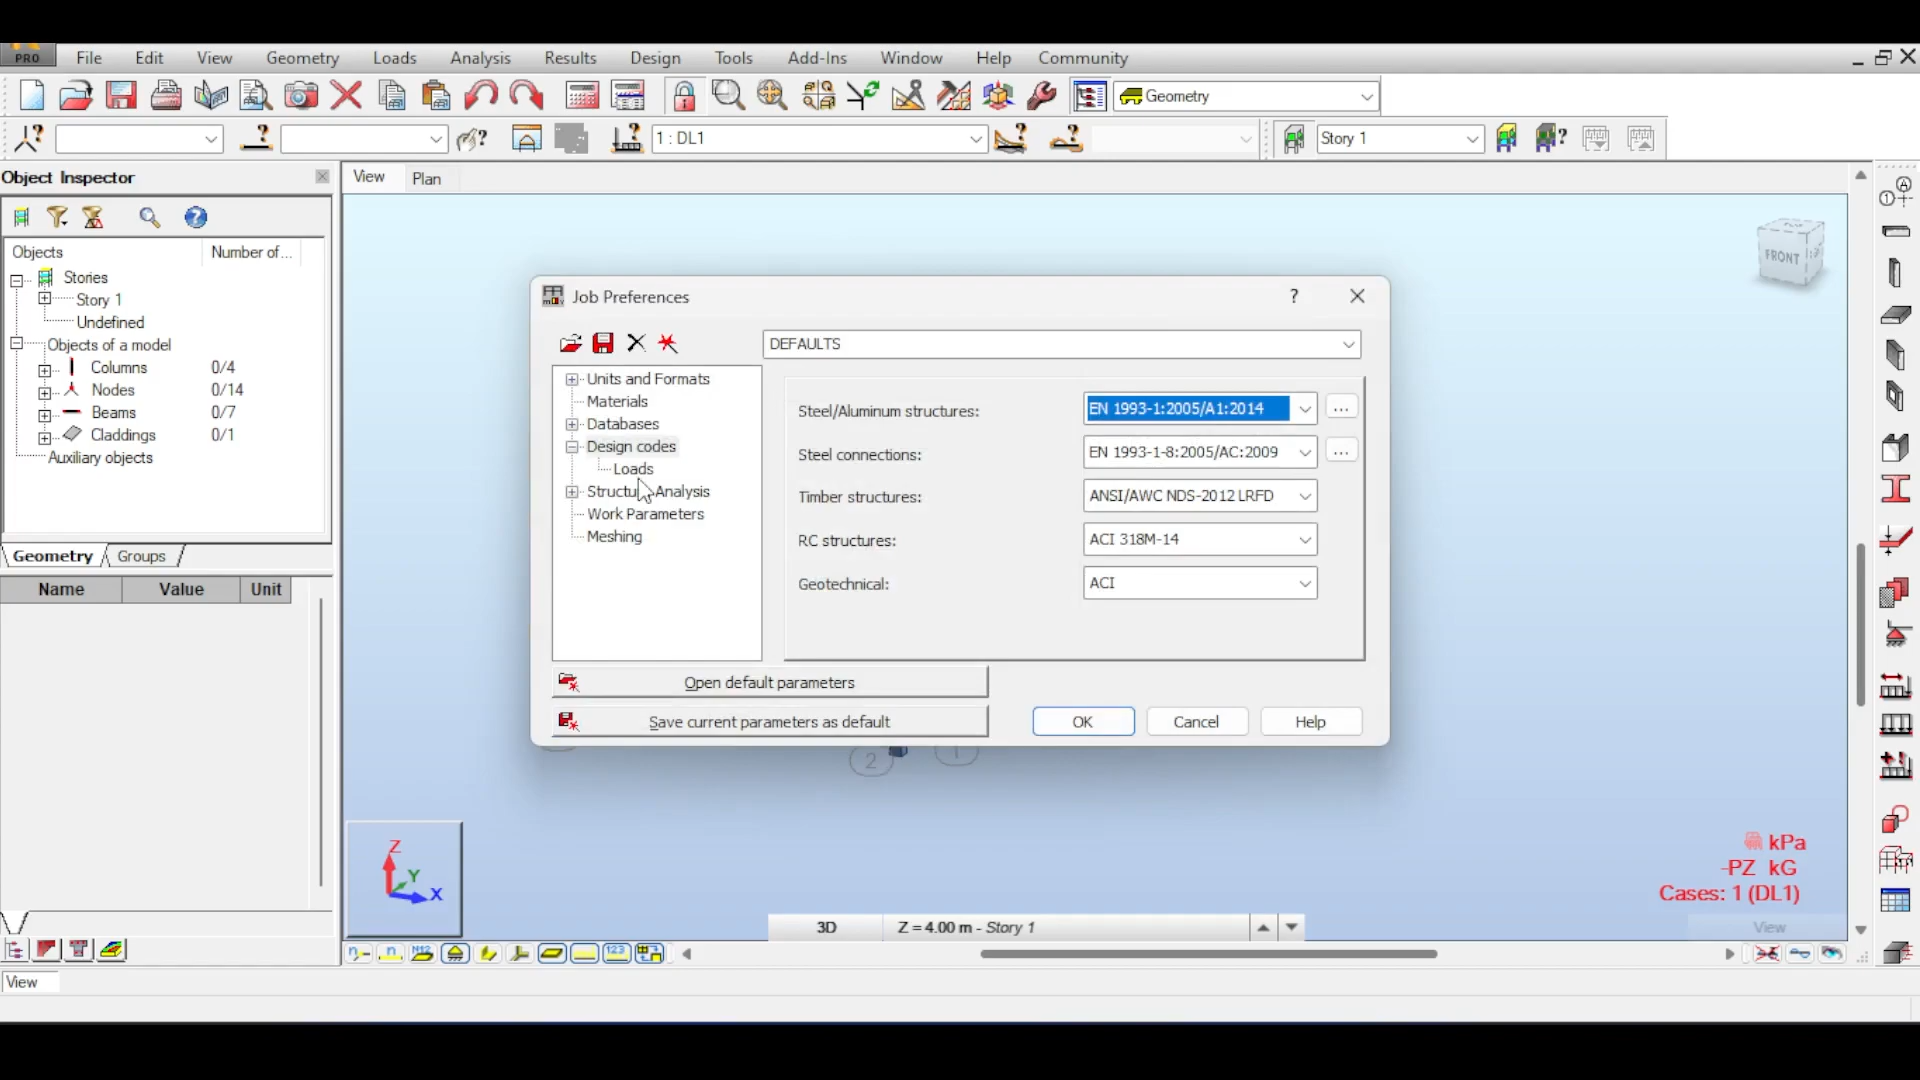 PRO File Edit View Geometry Loads Analysis Results Design Tools Add-Ins Window Help Community
Geometry
1 : DL1 Story 1
Object Inspector
View Plan
Objects Number of...
Stories
Story 1
Undefined
Objects of a model
Columns 0/4
Nodes 0/14
Beams 0/7
Claddings 0/1
Auxiliary objects
Geometry Groups
Name Value Unit
FRONT
Job Preferences
DEFAULTS
Units and Formats
Materials
Databases
Design codes
Loads
Structu Analysis
Work Parameters
Meshing
Steel/Aluminum structures: EN 1993-1:2005/A1:2014 ...
Steel connections: EN 1993-1-8:2005/AC:2009 ...
Timber structures: ANSI/AWC NDS-2012 LRFD
RC structures: ACI 318M-14
Geotechnical: ACI
Open default parameters
Save current parameters as default
OK Cancel Help
2 1
Z
Y
X
kPa
-PZ kG
Cases: 1 (DL1)
3D Z = 4.00 m - Story 1 View
View